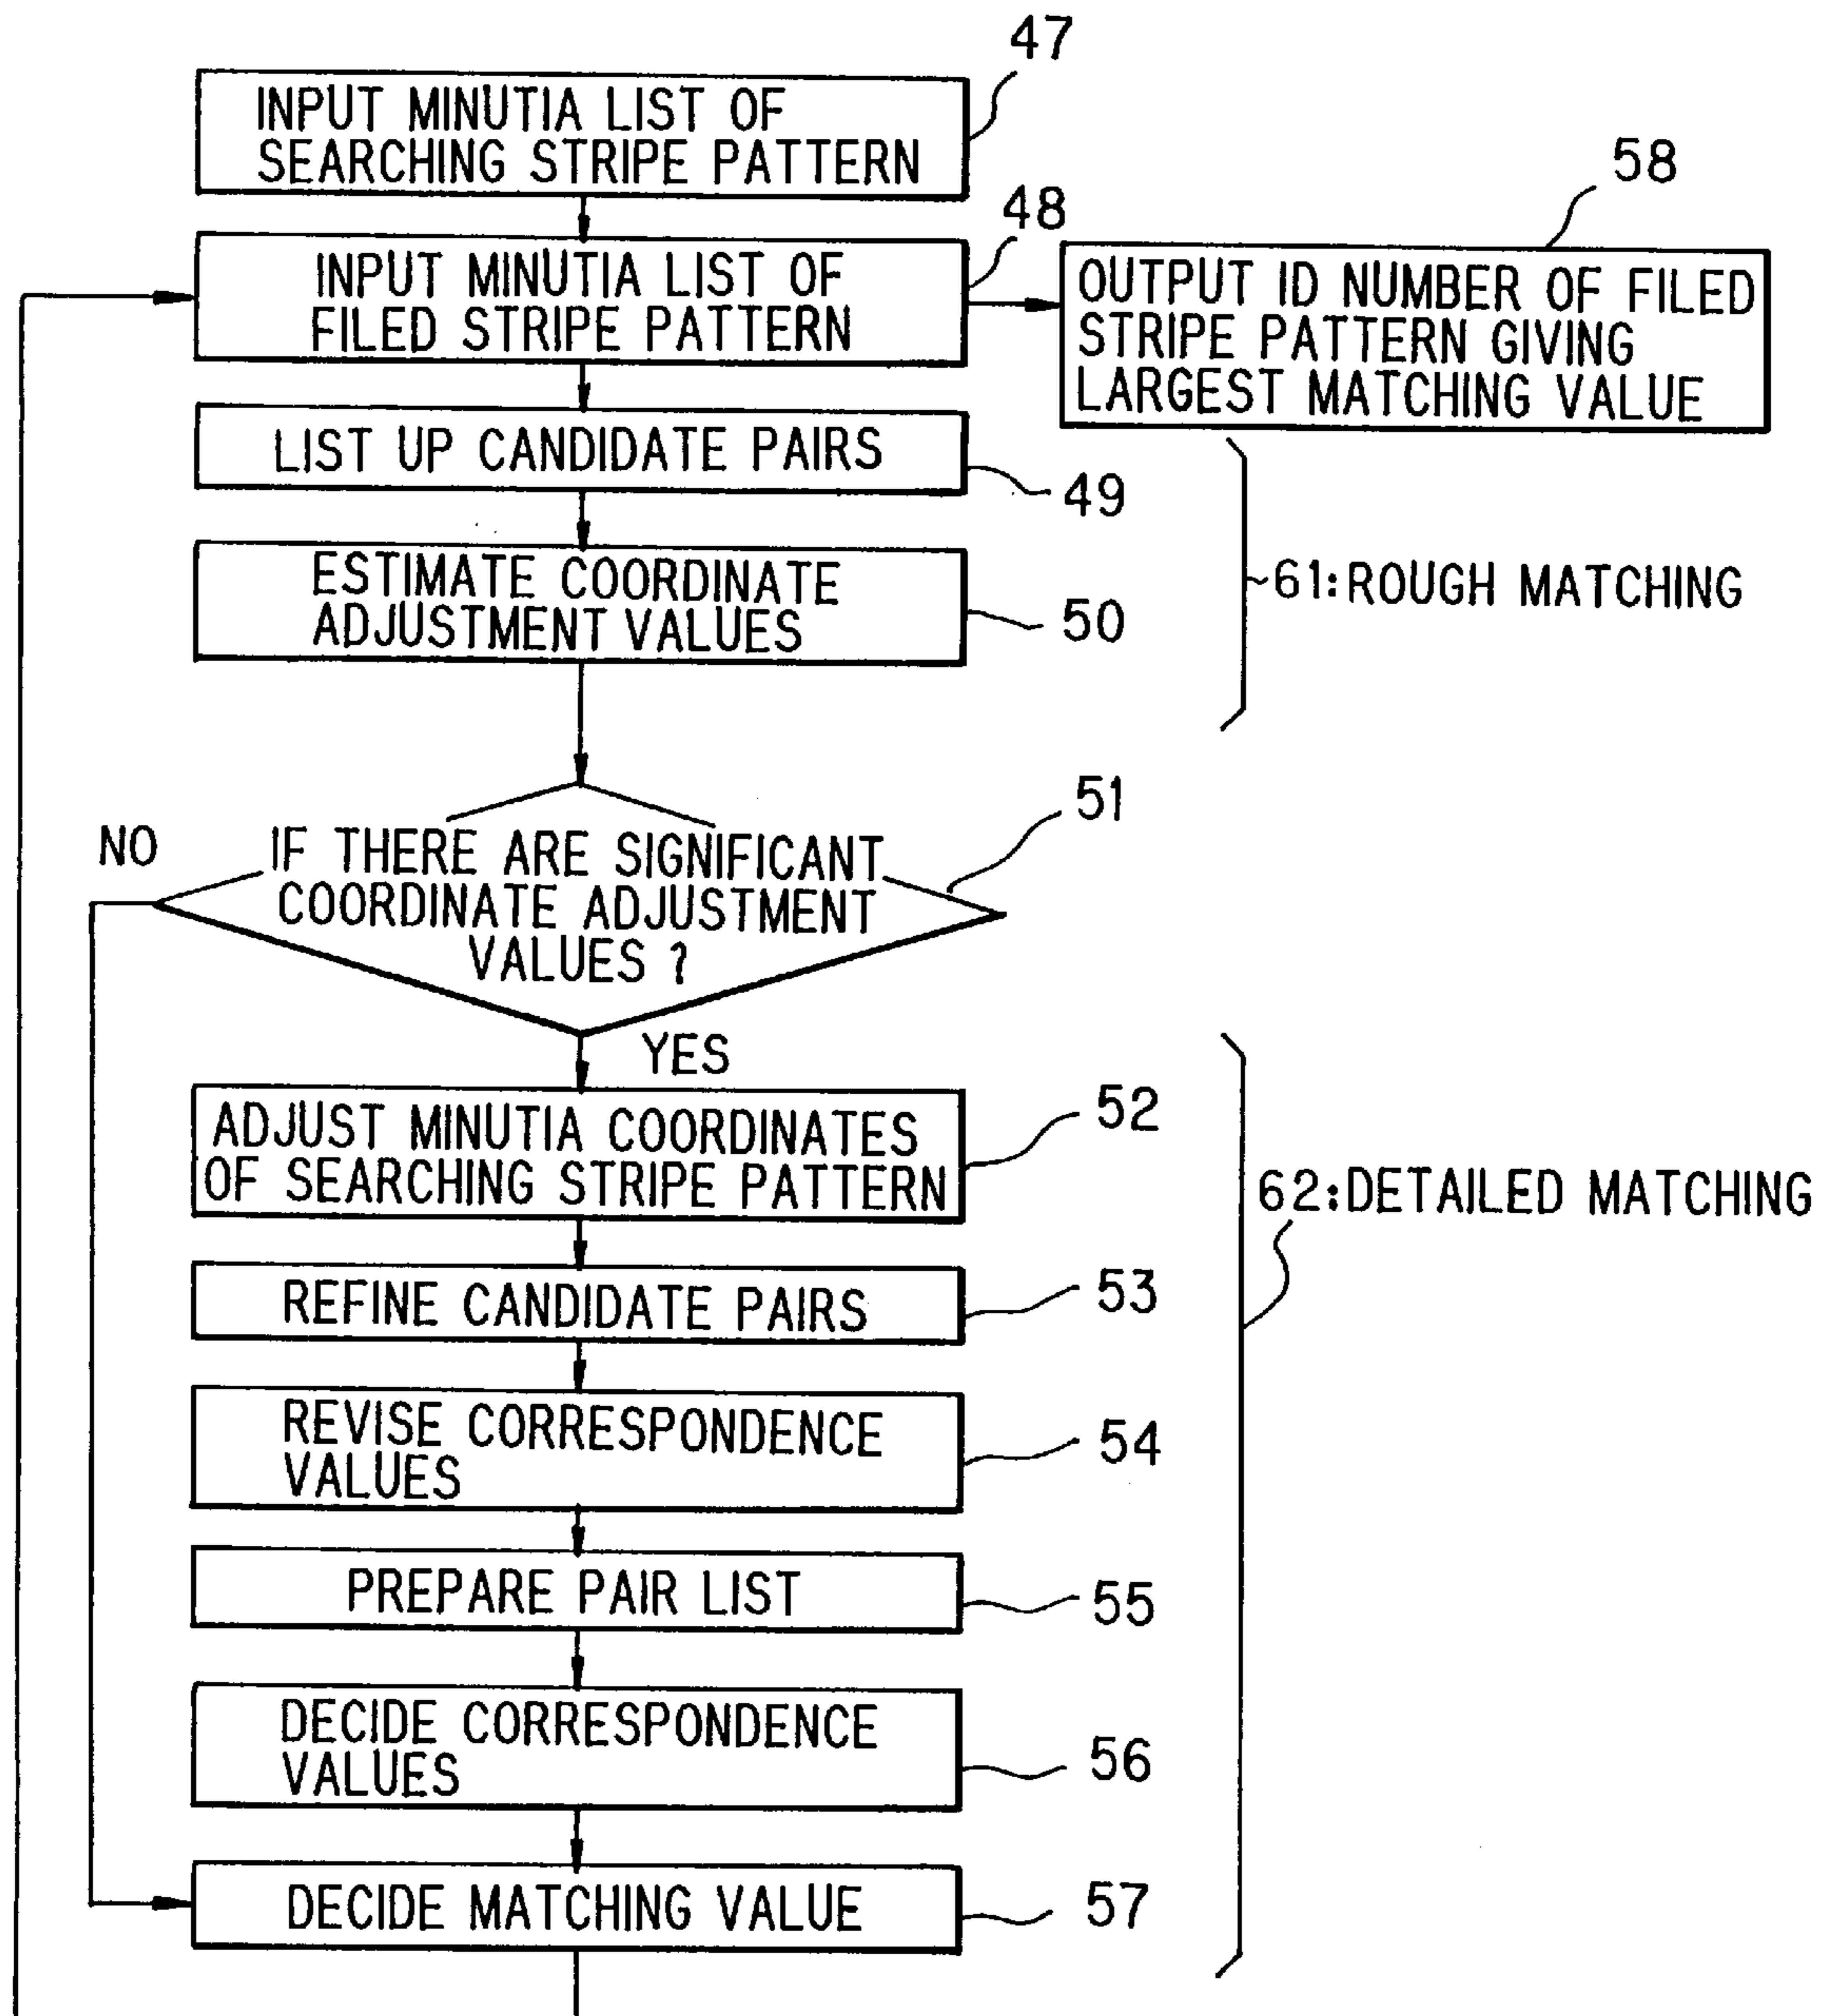 47
INPUT MINUTIA LIST OF
SEARCHING STRIPE PATTERN
48
INPUT MINUTIA LIST OF
FILED STRIPE PATTERN
58
OUTPUT ID NUMBER OF FILED
STRIPE PATTERN GIVING
LARGEST MATCHING VALUE
LIST UP CANDIDATE PAIRS
49
ESTIMATE COORDINATE
ADJUSTMENT VALUES
50
61:ROUGH MATCHING
51
NO
IF THERE ARE SIGNIFICANT
COORDINATE ADJUSTMENT
VALUES ?
YES
ADJUST MINUTIA COORDINATES
OF SEARCHING STRIPE PATTERN
52
62:DETAILED MATCHING
REFINE CANDIDATE PAIRS
53
REVISE CORRESPONDENCE
VALUES
54
PREPARE PAIR LIST
55
DECIDE CORRESPONDENCE
VALUES
56
DECIDE MATCHING VALUE
57